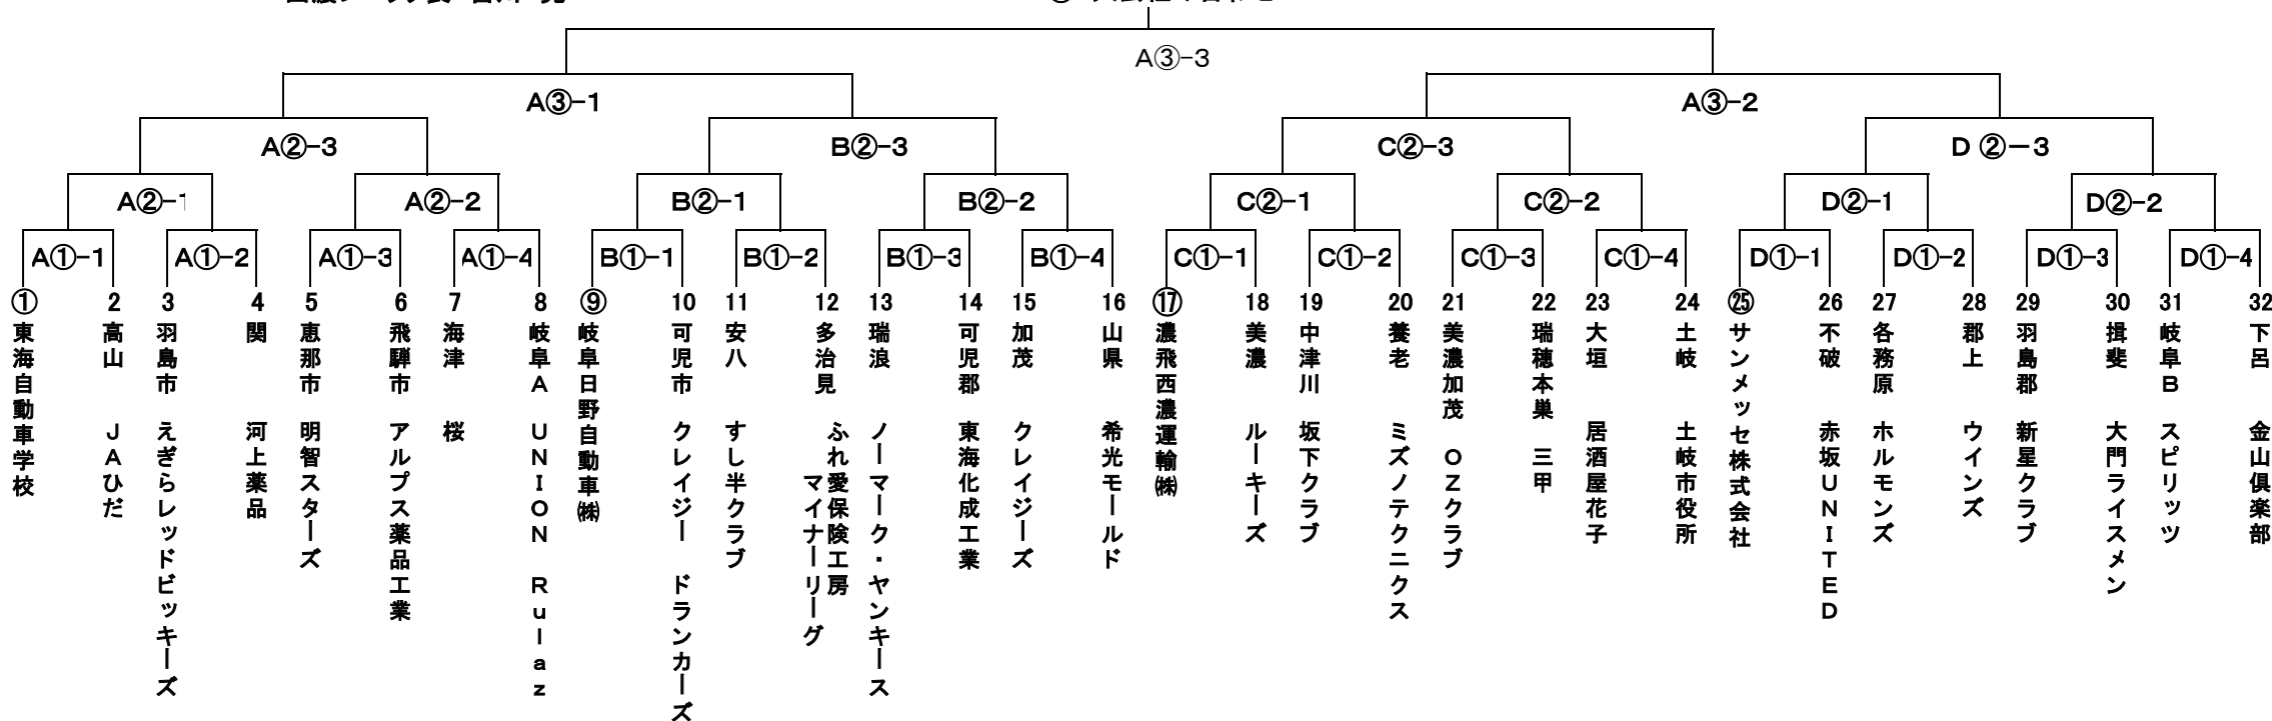 A③-3
A③-1
A③-2
A②-3
B②-3
C②-3
D②-3
A②-1
A②-2
B②-1
B②-2
C②-1
C②-2
D②-1
D②-2
A①-1
A①-2
A①-3
A①-4
B①-1
B①-2
B①-3
B①-4
C①-1
C①-2
C①-3
C①-4
D①-1
D①-2
D①-3
D①-4
① 東海自動車学校
2 高山 JAひだ
3 羽島市 えぎらレッドビッキーズ
4 関 河上薬品
5 恵那市 明智スターズ
6 飛騨市 アルプス薬品工業
7 海津 桜
8 岐阜A UNION Rulaz
⑨ 岐阜日野自動車㈱
10 可児市 クレイジー ドランカーズ
11 安八 すし半クラブ
12 多治見 ふれ愛保険工房
マイナーリーグ
13 瑞浪 ノーマーク・ヤンキース
14 可児郡 東海化成工業
15 加茂 クレイジーズ
16 山県 希光モールド
⑰ 濃飛西濃運輸㈱
18 美濃 ルーキーズ
19 中津川 坂下クラブ
20 養老 ミズノテクニクス
21 美濃加茂 OZクラブ
22 瑞穂本巣 三甲
23 大垣 居酒屋花子
24 土岐 土岐市役所
㉕ サンメッセ株式会社
26 不破 赤坂UNITED
27 各務原 ホルモンズ
28 郡上 ウインズ
29 羽島郡 新星クラブ
30 揖斐 大門ライスメン
31 岐阜B スピリッツ
32 下呂 金山倶楽部